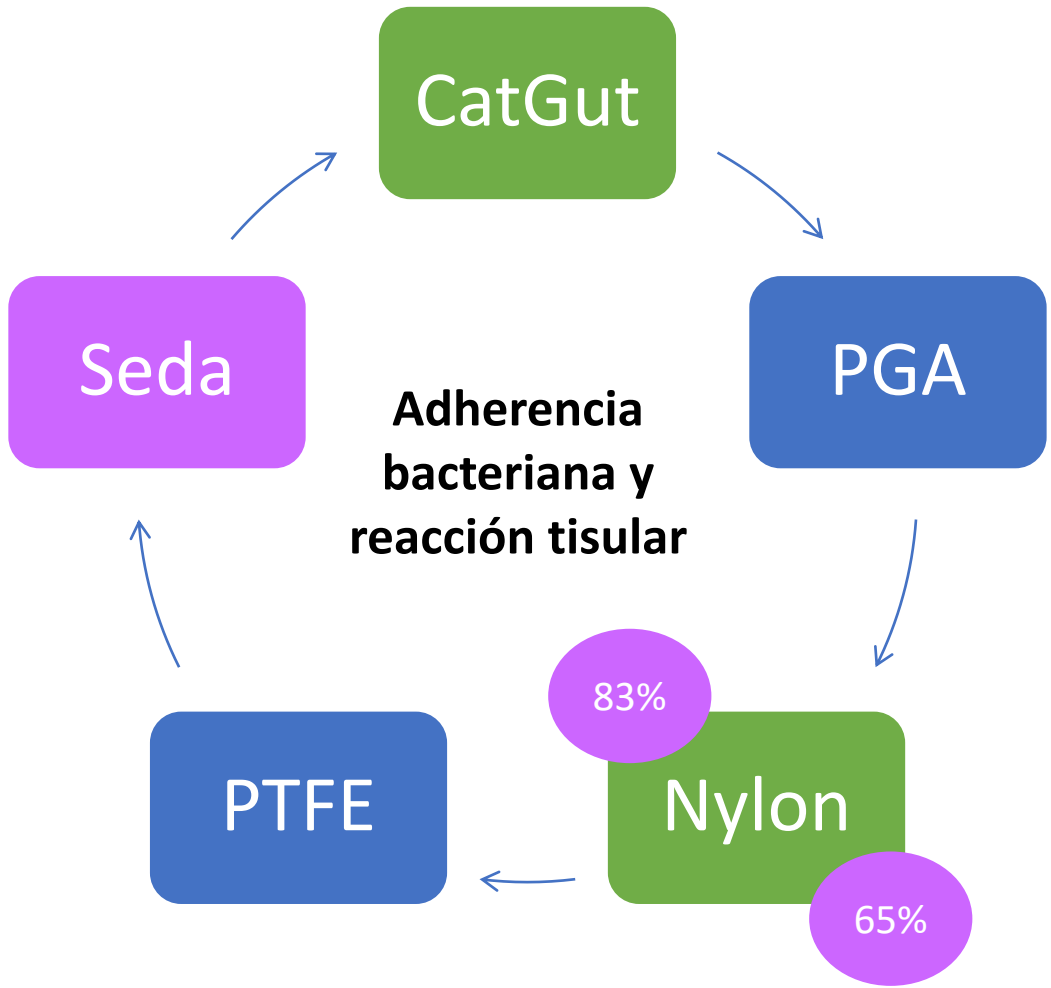 CatGut
Seda
PGA
Adherencia
bacteriana y
reacción tisular
83%
PTFE
Nylon
65%